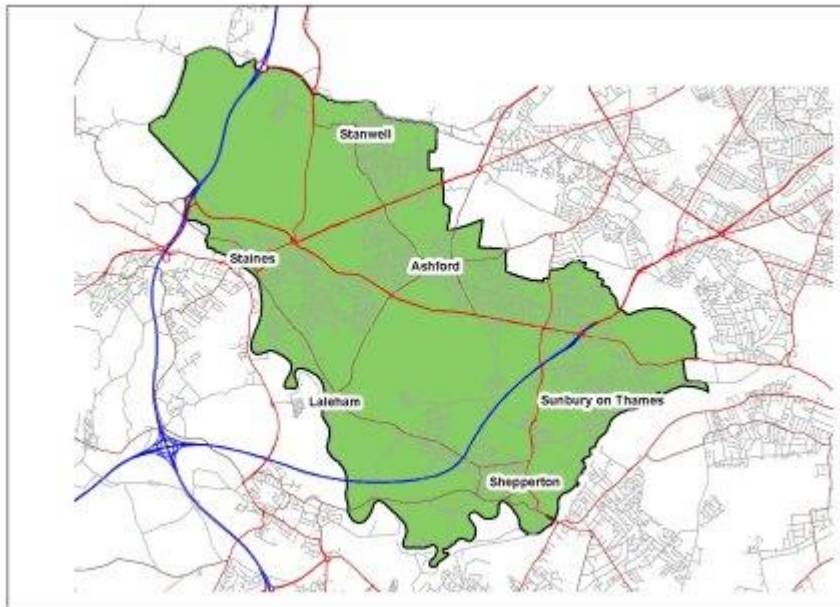 Stanwell
Staines
Ashford
Laleham
Sunbury on Thames
Shepperton